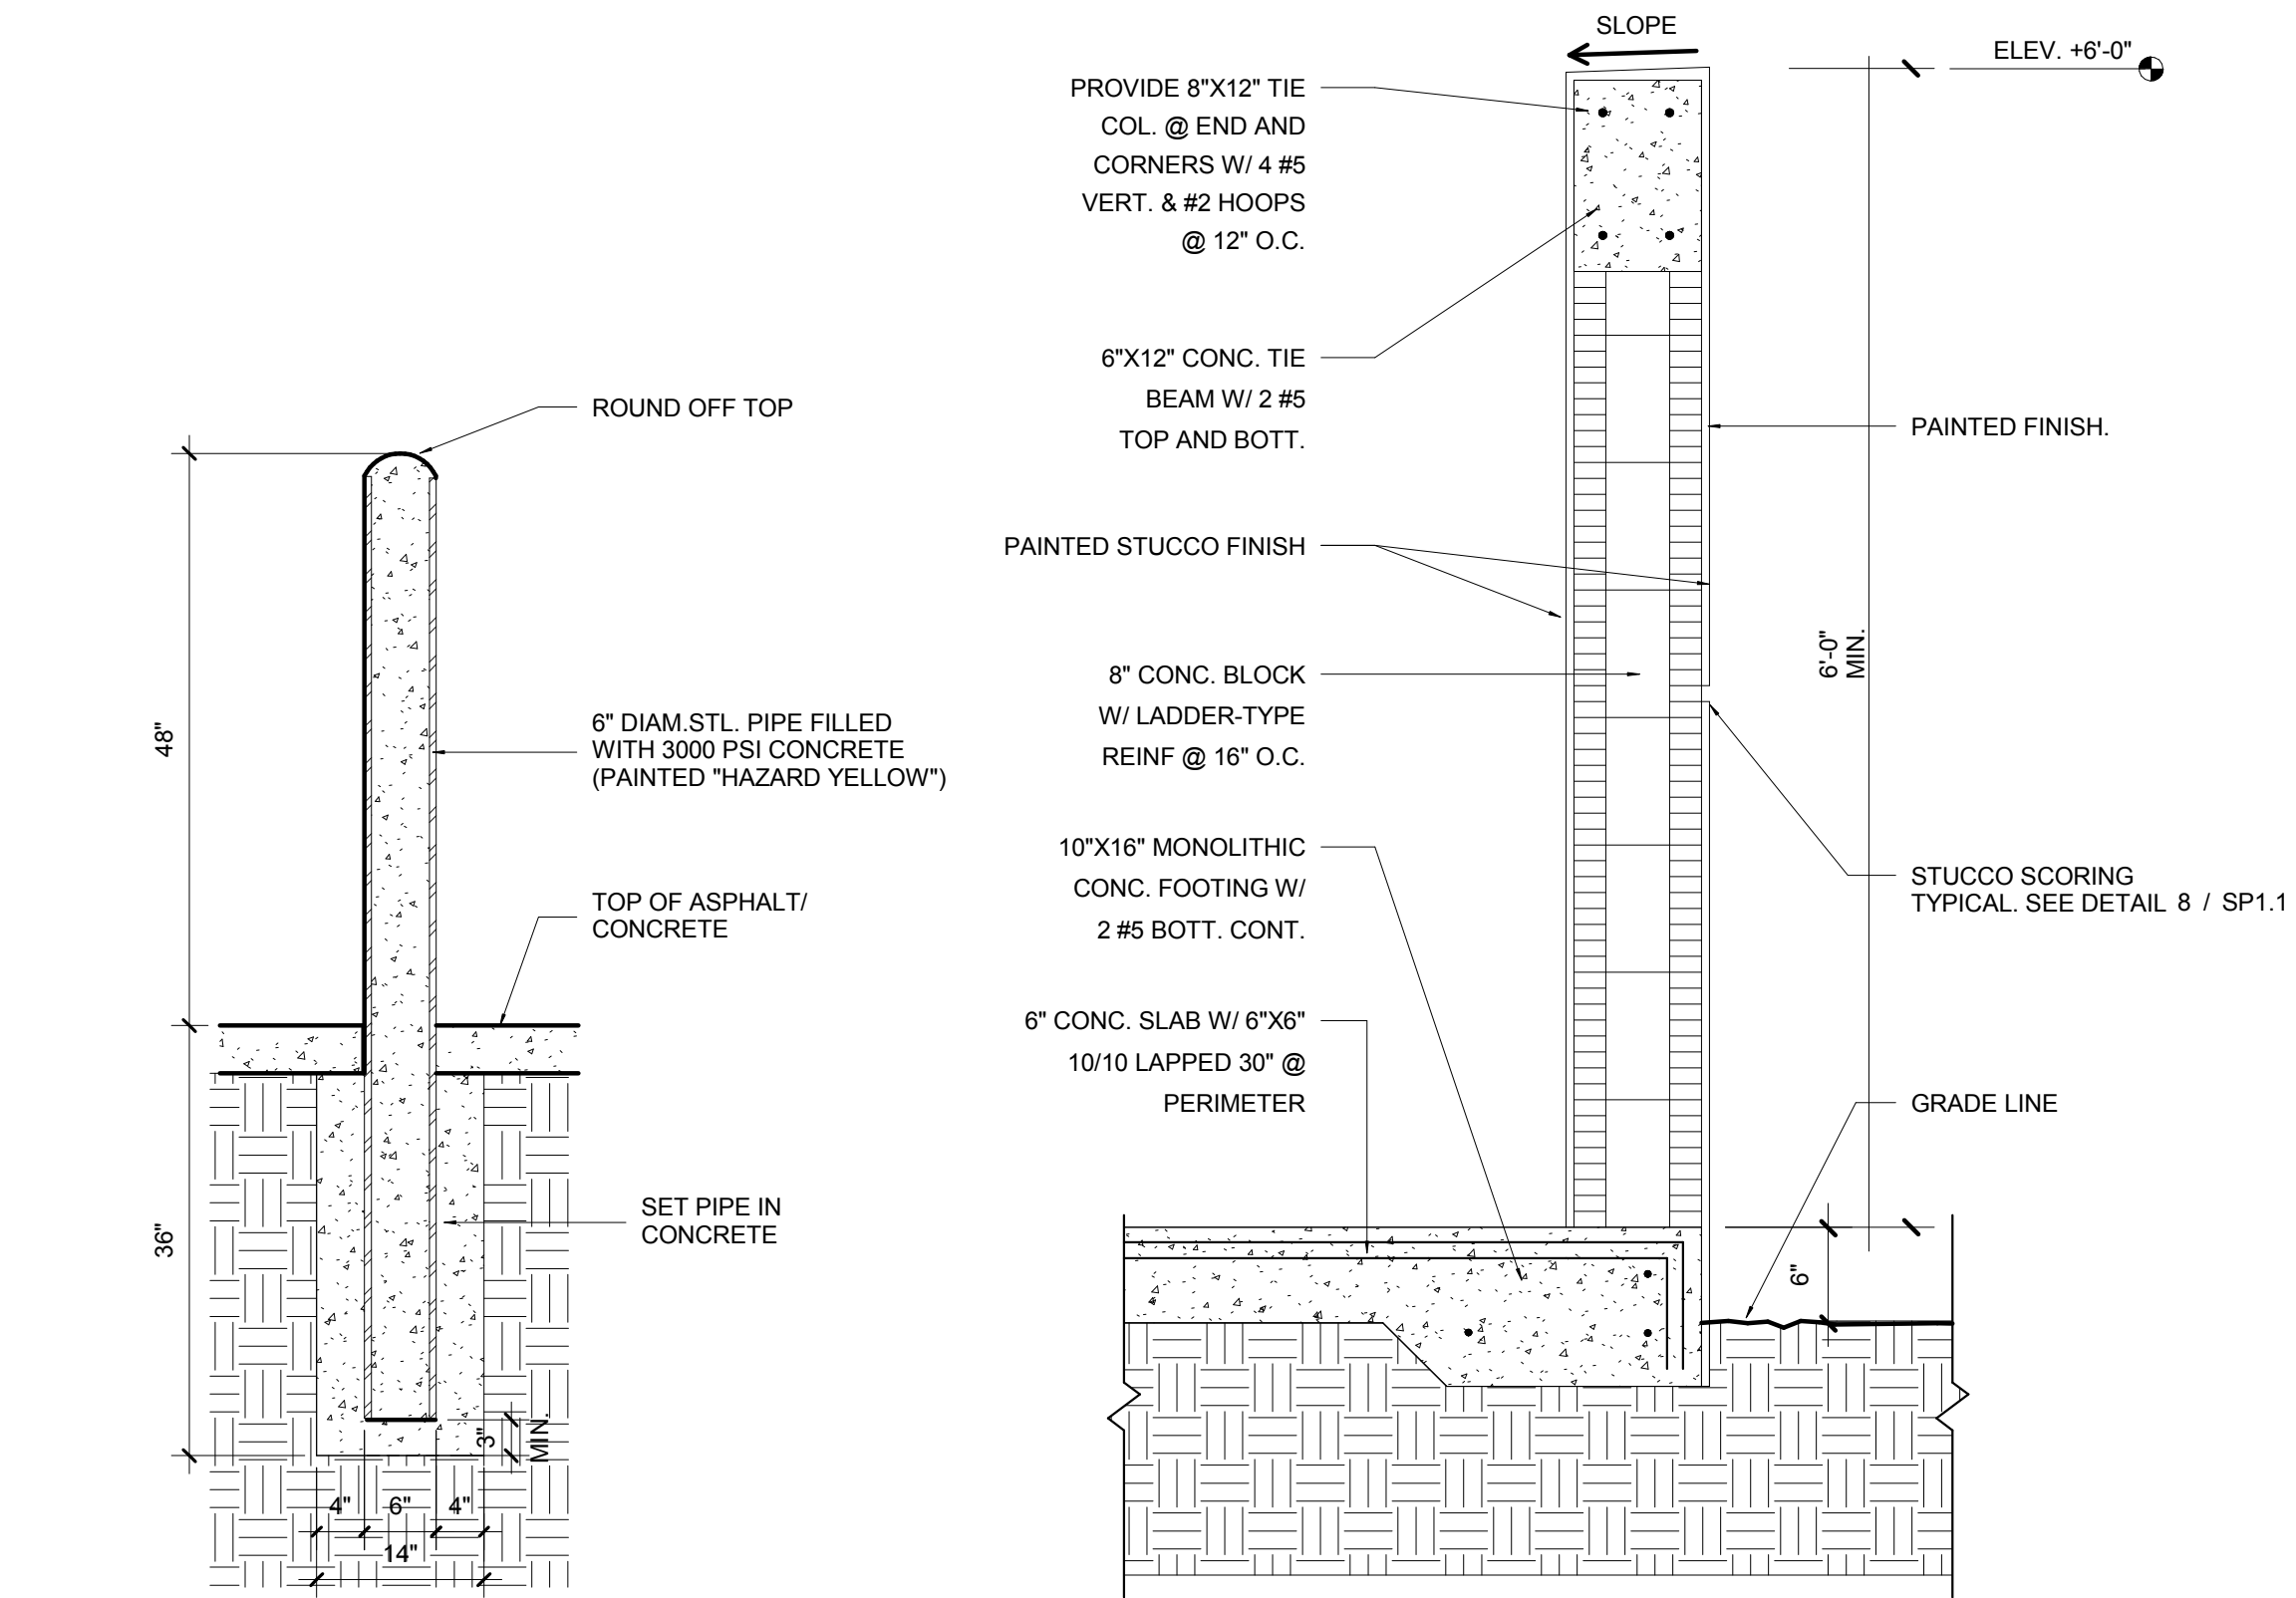 ROUND OFF TOP
48"
6" DIAM.STL. PIPE FILLED
WITH 3000 PSI CONCRETE
(PAINTED "HAZARD YELLOW")
TOP OF ASPHALT/
CONCRETE
36"
SET PIPE IN
CONCRETE
3"
MIN.
4" 6" 4"
14"
SLOPE
ELEV. +6'-0"
PROVIDE 8"X12" TIE
COL. @ END AND
CORNERS W/ 4 #5
VERT. & #2 HOOPS
@ 12" O.C.
6"X12" CONC. TIE
BEAM W/ 2 #5
TOP AND BOTT.
PAINTED STUCCO FINISH
8" CONC. BLOCK
W/ LADDER-TYPE
REINF @ 16" O.C.
10"X16" MONOLITHIC
CONC. FOOTING W/
2 #5 BOTT. CONT.
6" CONC. SLAB W/ 6"X6"
10/10 LAPPED 30" @
PERIMETER
PAINTED FINISH.
6'-0"
MIN.
STUCCO SCORING
TYPICAL. SEE DETAIL 8 / SP1.1
GRADE LINE
6"